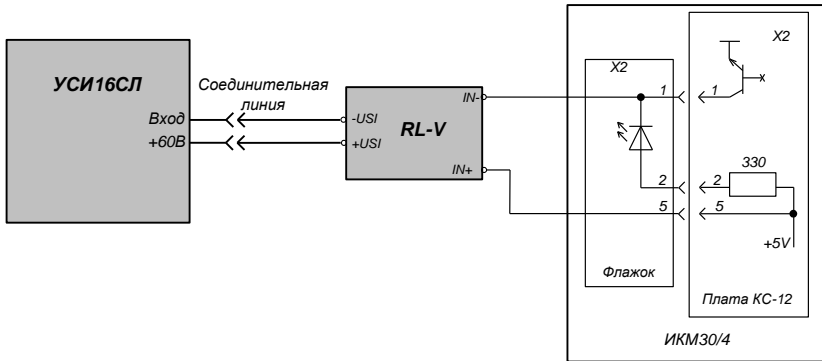 УСИ16СЛ
Вход
+60В
Соединительная
линия
-USI
+USI
RL-V
IN-
IN+
X2
1
2
5
Флажок
X2
1
2
5
330
+5V
Плата КС-12
ИКМ30/4